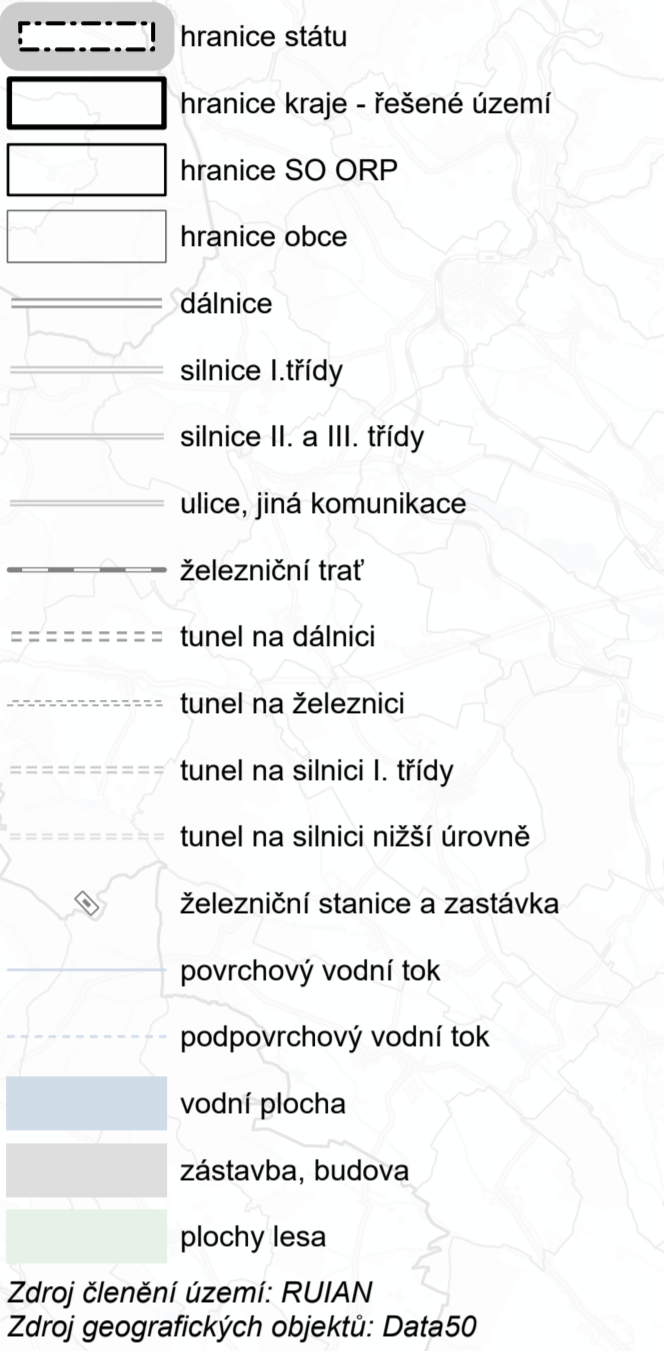 hranice státu
hranice kraje - řešené území
hranice SO ORP
hranice obce
dálnice
silnice I.třídy
silnice II. a III. třídy
ulice, jiná komunikace
železniční trať
tunel na dálnici
tunel na železnici
tunel na silnici I. třídy
tunel na silnici nižší úrovně
železniční stanice a zastávka
povrchový vodní tok
podpovrchový vodní tok
vodní plocha
zástavba, budova
plochy lesa
Zdroj členění území: RUIAN
Zdroj geografických objektů: Data50